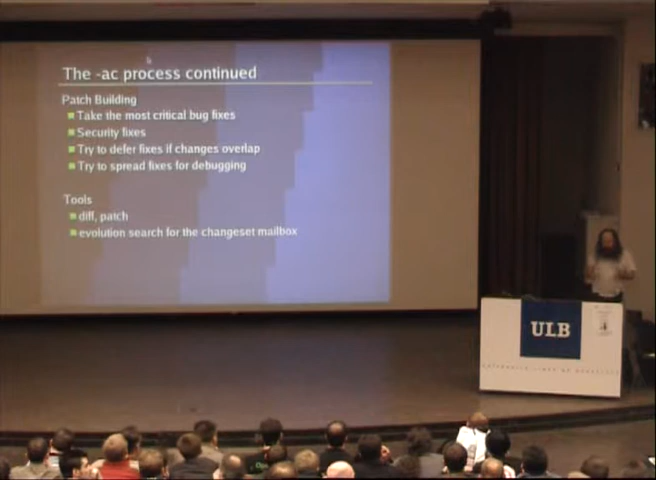 The -ac process continued
Patch Building
Take the most critical bug fixes
Security fixes
Try to defer fixes if changes overlap
Try to spread fixes for debugging
Tools
diff, patch
evolution search for the changeset mailbox
ULB